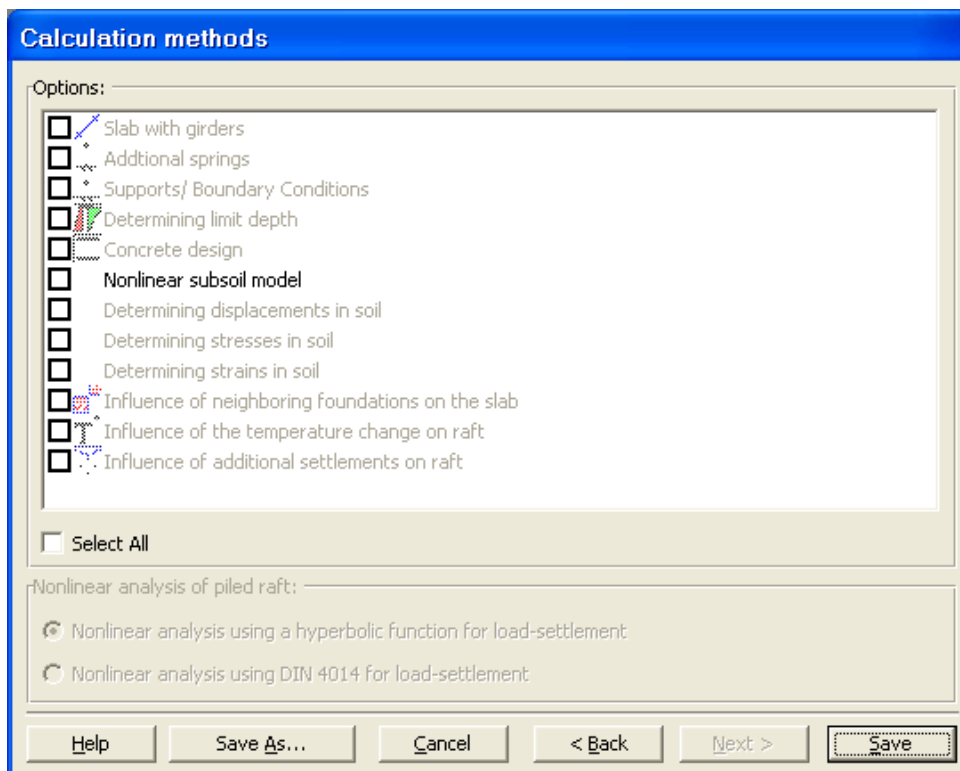 Calculation methods
Options:
Slab with girders
Addtional springs
Supports/ Boundary Conditions
Determining limit depth
Concrete design
Nonlinear subsoil model
Determining displacements in soil
Determining stresses in soil
Determining strains in soil
Influence of neighboring foundations on the slab
Influence of the temperature change on raft
Influence of additional settlements on raft
Select All
Nonlinear analysis of piled raft:
Nonlinear analysis using a hyperbolic function for load-settlement
Nonlinear analysis using DIN 4014 for load-settlement
Help Save As... Cancel < Back Next > Save